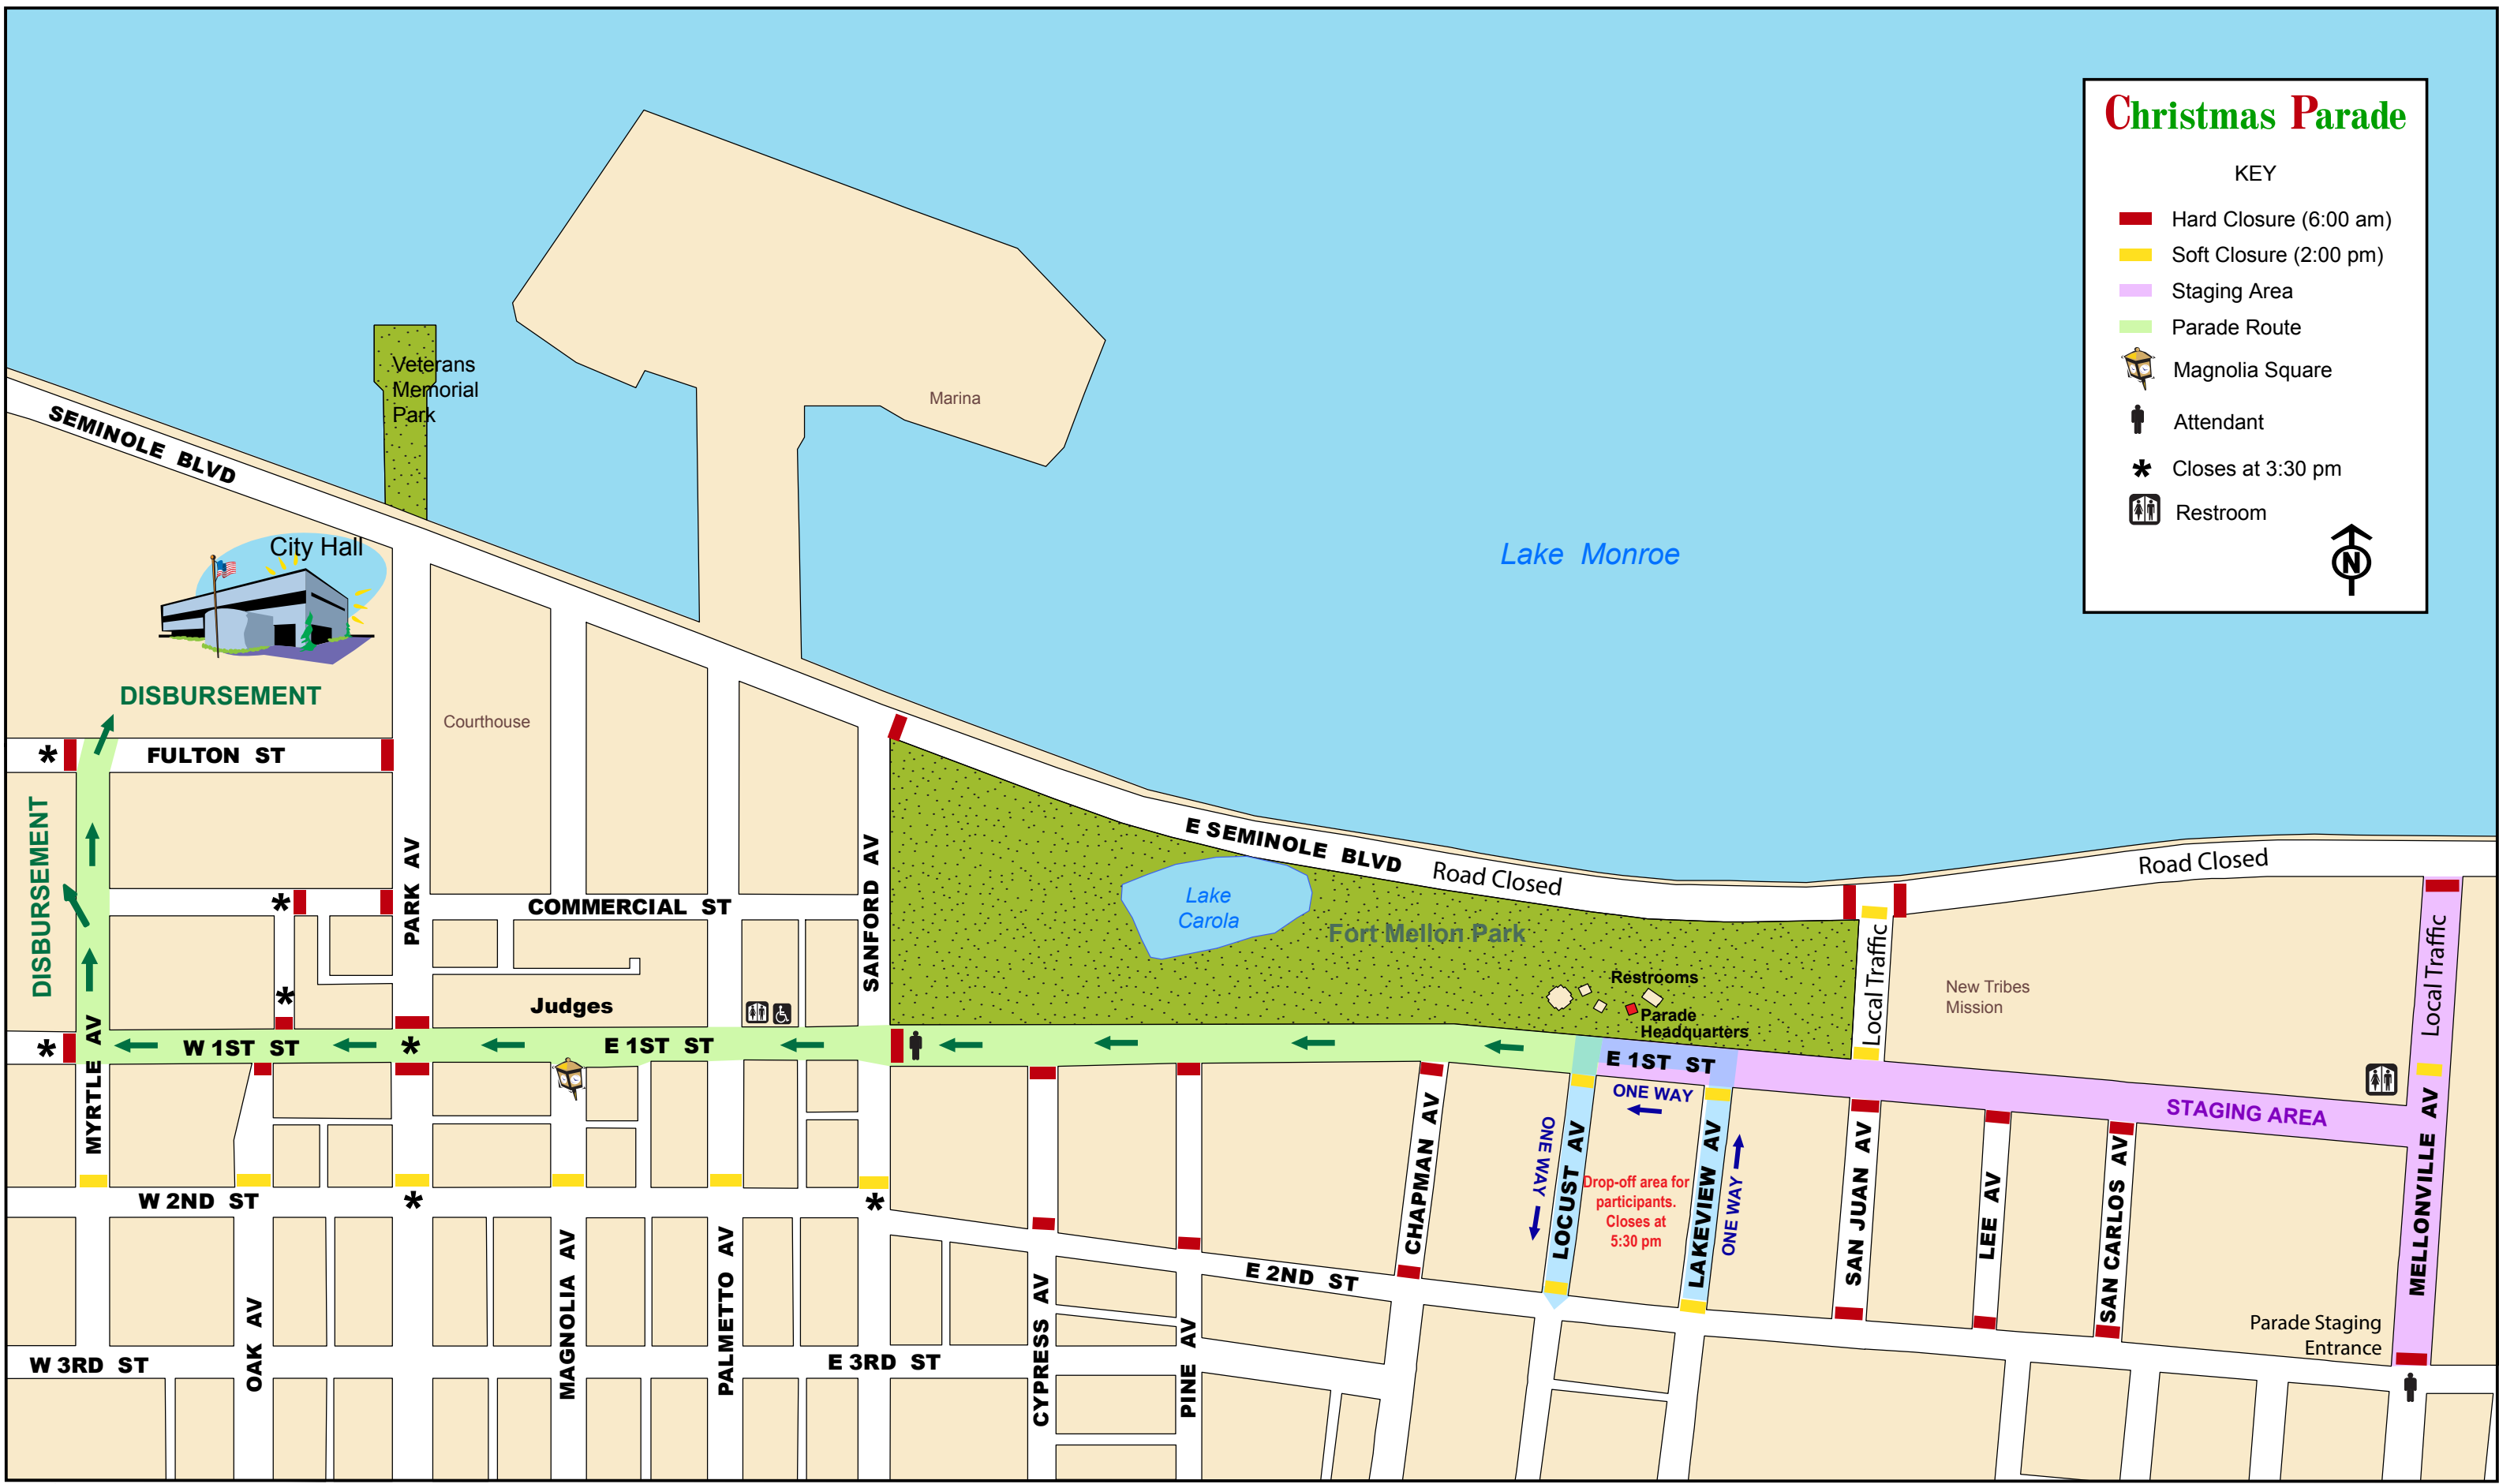 Christmas Parade
KEY
Hard Closure (6:00 am)
Soft Closure (2:00 pm)
Staging Area
Parade Route
Magnolia Square
Attendant
* Closes at 3:30 pm
Restroom
N
Veterans
Memorial
Park
Marina
SEMINOLE BLVD
Lake Monroe
City Hall
DISBURSEMENT
Courthouse
* FULTON ST
DISBURSEMENT
PARK AV
SANFORD AV
E SEMINOLE BLVD
Road Closed
Road Closed
*
COMMERCIAL ST
Lake
Carola
Fort Mellon Park
Local Traffic
Local Traffic
*
Judges
Restrooms
Parade
Headquarters
New Tribes
Mission
*
W 1ST ST
*
E 1ST ST
E 1ST ST
MYRTLE AV
ONE WAY
STAGING AREA
CHAPMAN AV
ONE WAY
LOCUST AV
Drop-off area for
participants.
Closes at
5:30 pm
LAKEVIEW AV
ONE WAY
SAN JUAN AV
LEE AV
SAN CARLOS AV
MELLONVILLE AV
W 2ND ST
*
*
E 2ND ST
OAK AV
MAGNOLIA AV
PALMETTO AV
CYPRESS AV
PINE AV
Parade Staging
Entrance
W 3RD ST
E 3RD ST